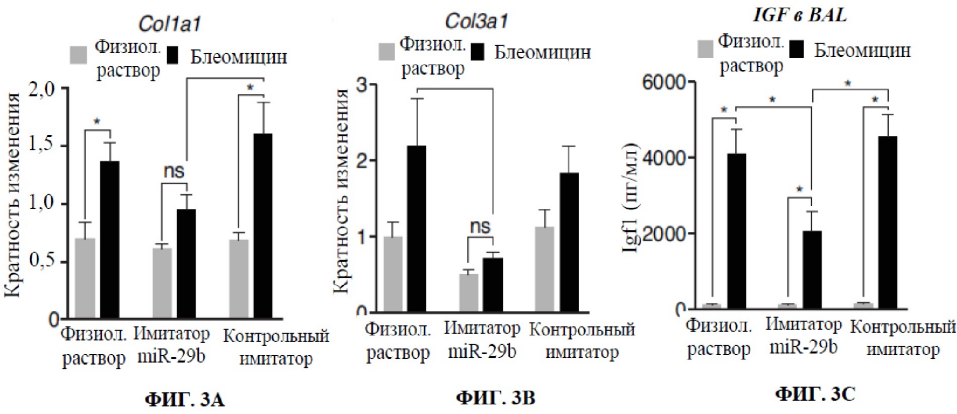 Col1a1
Физиол.
раствор
Блеомицин
Кратность изменения
2,0
1,5
1,0
0,5
0
*
ns
*
Физиол.
раствор
Имитатор
miR-29b
Контрольный
имитатор
ФИГ. 3A
Col3a1
Физиол.
раствор
Блеомицин
Кратность изменения
3
2
1
0
ns
Физиол.
раствор
Имитатор
miR-29b
Контрольный
имитатор
ФИГ. 3B
IGF в BAL
Физиол.
раствор
Блеомицин
Igf1 (пг/мл)
6000
4000
2000
0
*
*
*
*
*
Физиол.
раствор
Имитатор
miR-29b
Контрольный
имитатор
ФИГ. 3C